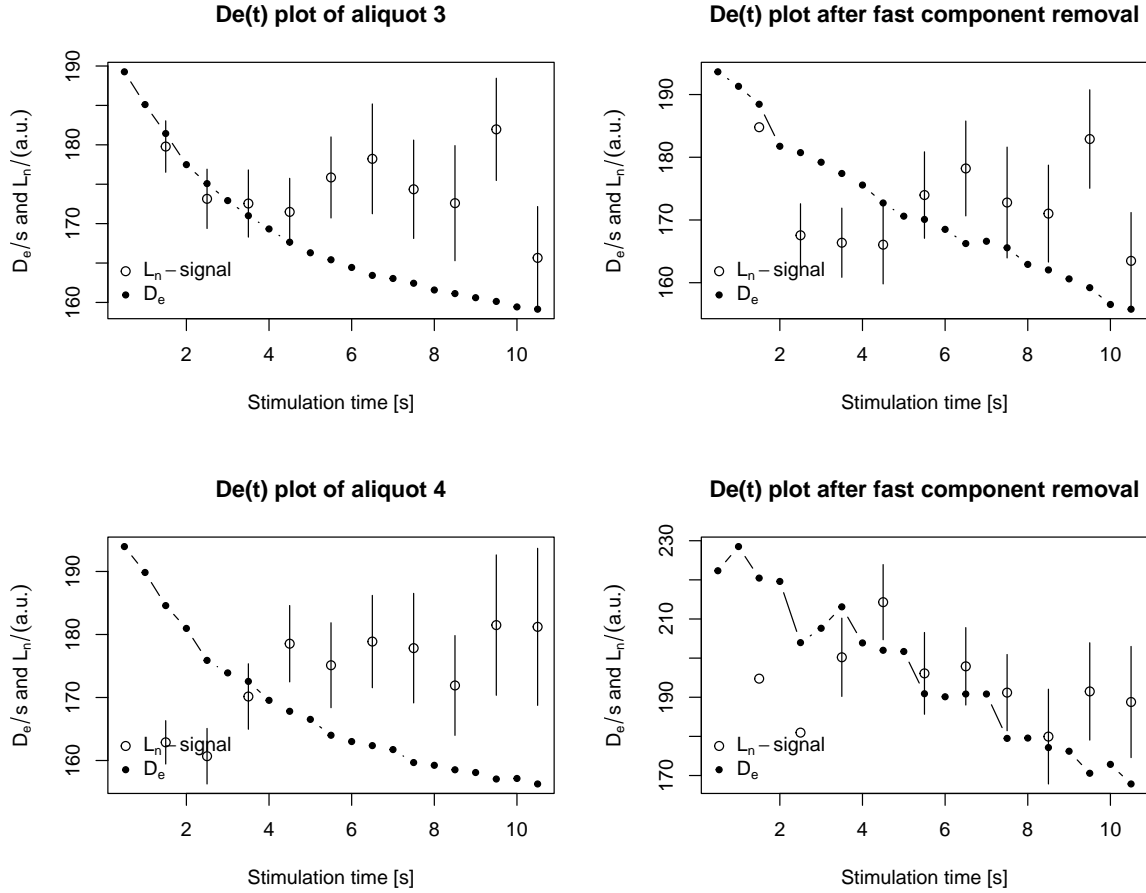 De(t) plot of aliquot 3
190
180
170
160
Dₑ/s and Lₙ/(a.u.)
Lₙ−signal
Dₑ
2 4 6 8 10
Stimulation time [s]
De(t) plot after fast component removal
190
180
170
160
Dₑ/s and Lₙ/(a.u.)
Lₙ−signal
Dₑ
2 4 6 8 10
Stimulation time [s]
De(t) plot of aliquot 4
190
180
170
160
Dₑ/s and Lₙ/(a.u.)
Lₙ−signal
Dₑ
2 4 6 8 10
Stimulation time [s]
De(t) plot after fast component removal
230
210
190
170
Dₑ/s and Lₙ/(a.u.)
Lₙ−signal
Dₑ
2 4 6 8 10
Stimulation time [s]